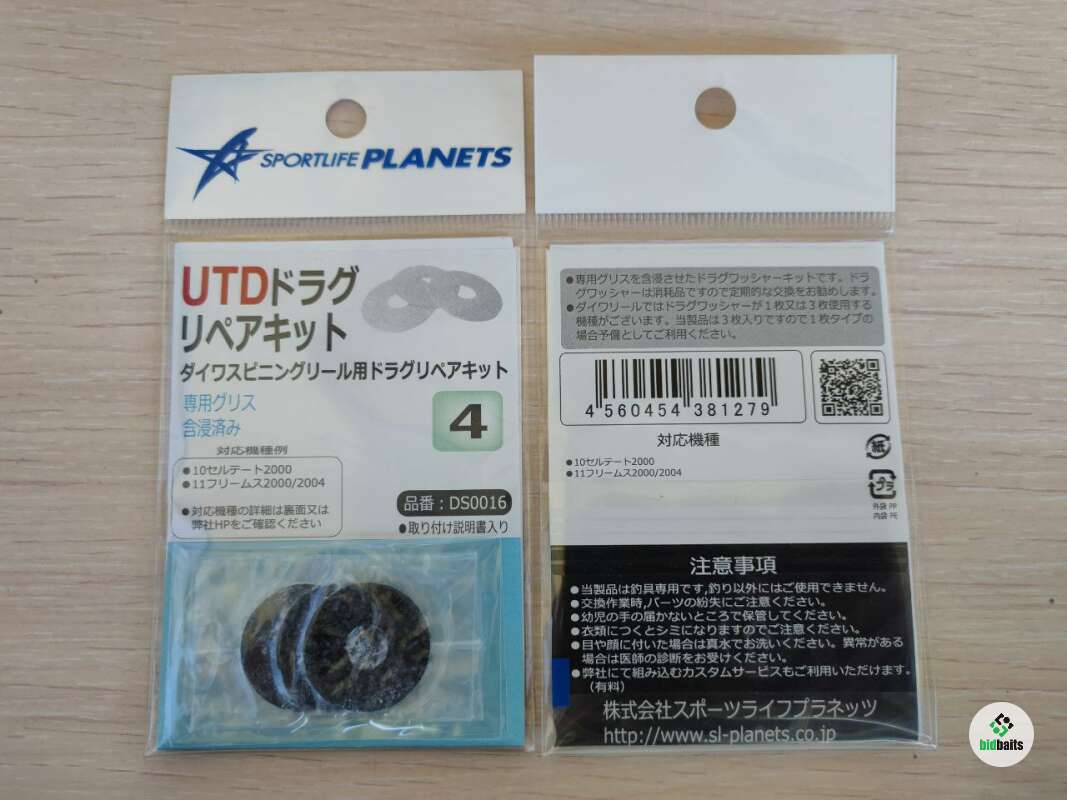 SPORTLIFE PLANETS
UTDドラグ
リペアキット
ダイワスピニングリール用ドラグリペアキット
専用グリス
含浸済み
4
対応機種例
●10セルテート2000
●11フリームス2000/2004
●対応機種の詳細は裏面又は
弊社HPをご確認ください
品番：DS0016
●取り付け説明書入り
●専用グリスを含浸させたドラグワッシャーキットです。ドラ
グワッシャーは消耗品ですので定期的な交換をお勧めします。
●ダイワリールではドラグワッシャーが１枚又は３枚使用する
機種がございます。当製品は３枚入りですので１枚タイプの
場合予備としてご利用ください。
4 560454 381279
対応機種
●10セルテート2000
●11フリームス2000/2004
紙
プラ
外袋 PP
内袋 PE
注意事項
●当製品は釣具専用です,釣り以外にはご使用できません。
●交換作業時,パーツの紛失にご注意ください。
●幼児の手の届かないところで保管してください。
●衣類につくとシミになりますのでご注意ください。
●目や顔に付いた場合は真水でお洗いください。異常がある
場合は医師の診断をお受けください。
●弊社にて組み込むカスタムサービスもご利用いただけます.
（有料）
株式会社スポーツライフプラネッツ
http://www.sl-planets.co.jp
bidbaits